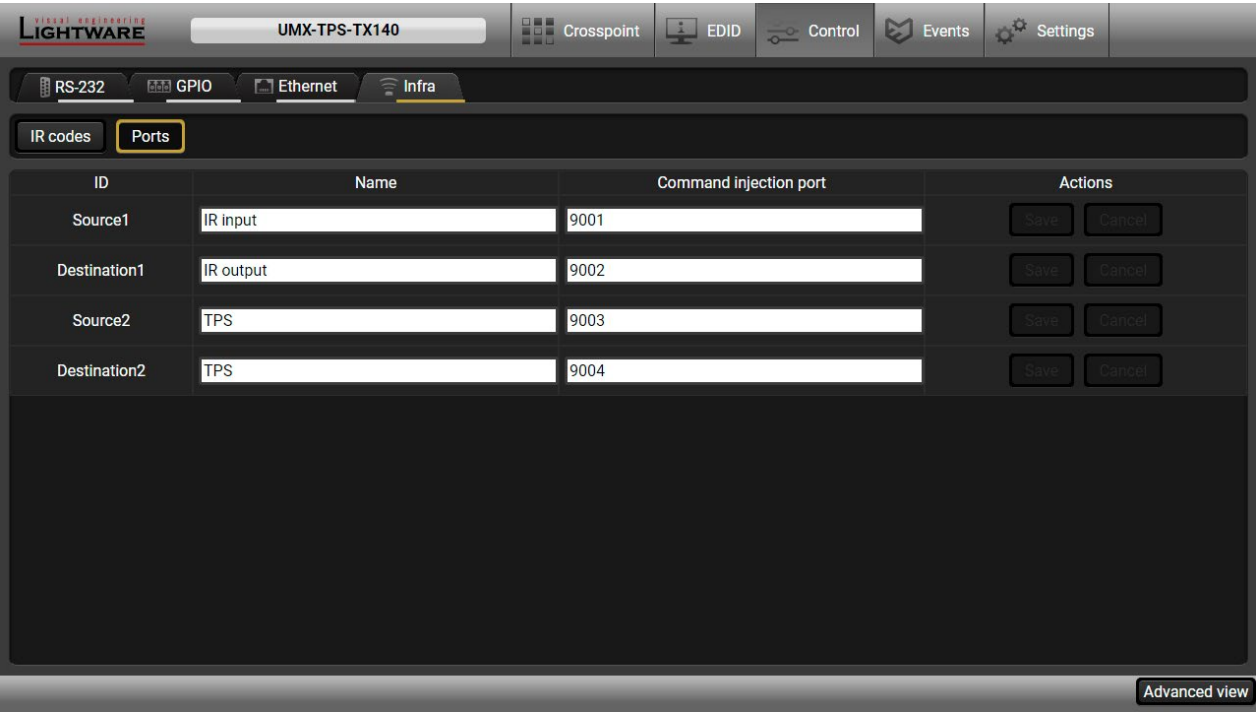 visual engineering
LIGHTWARE
UMX-TPS-TX140
Crosspoint
EDID
Control
Events
Settings
RS-232
GPIO
Ethernet
Infra
IR codes
Ports
ID Name Command injection port Actions
Source1 IR input 9001 Save Cancel
Destination1 IR output 9002 Save Cancel
Source2 TPS 9003 Save Cancel
Destination2 TPS 9004 Save Cancel
Advanced view